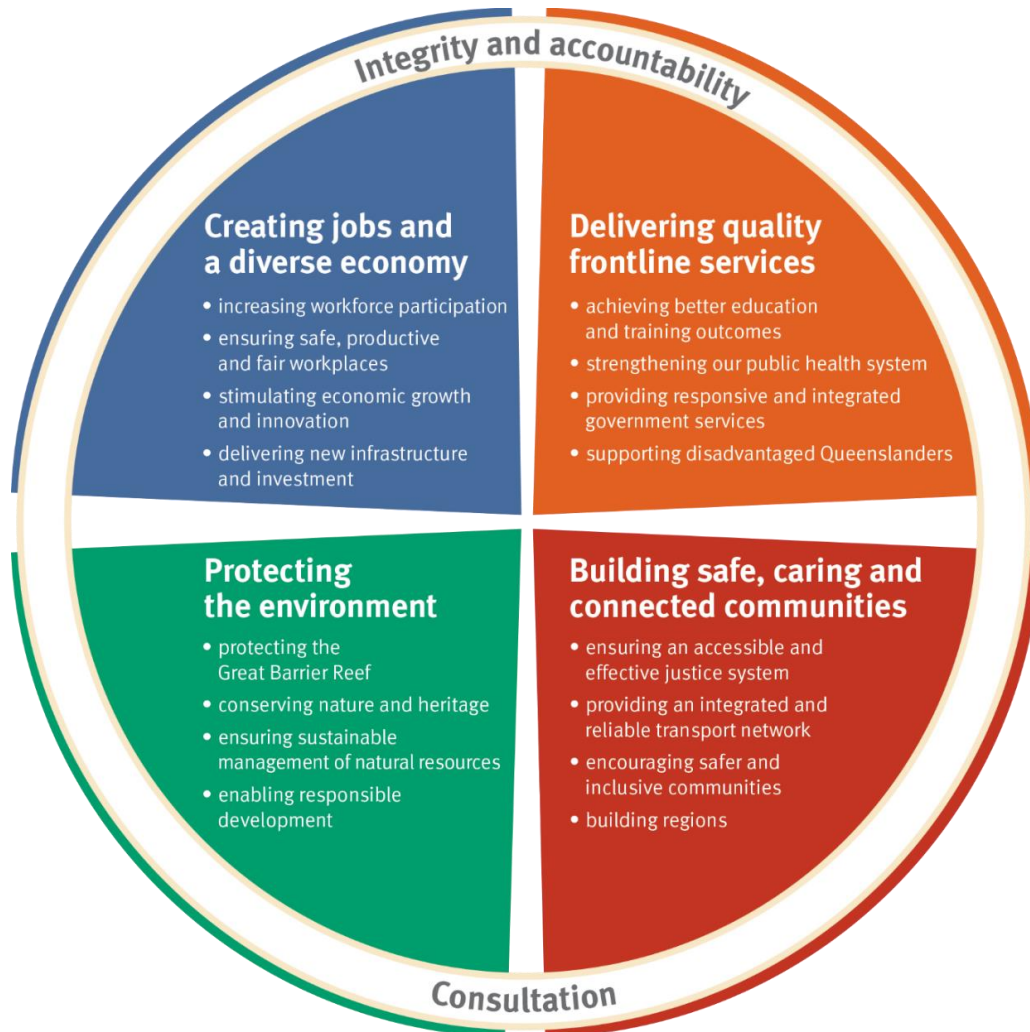 Integrity and accountability
Creating jobs and
a diverse economy
• increasing workforce participation
• ensuring safe, productive
and fair workplaces
• stimulating economic growth
and innovation
• delivering new infrastructure
and investment
Delivering quality
frontline services
• achieving better education
and training outcomes
• strengthening our public health system
• providing responsive and integrated
government services
• supporting disadvantaged Queenslanders
Protecting
the environment
• protecting the
Great Barrier Reef
• conserving nature and heritage
• ensuring sustainable
management of natural resources
• enabling responsible
development
Building safe, caring and
connected communities
• ensuring an accessible and
effective justice system
• providing an integrated and
reliable transport network
• encouraging safer and
inclusive communities
• building regions
Consultation